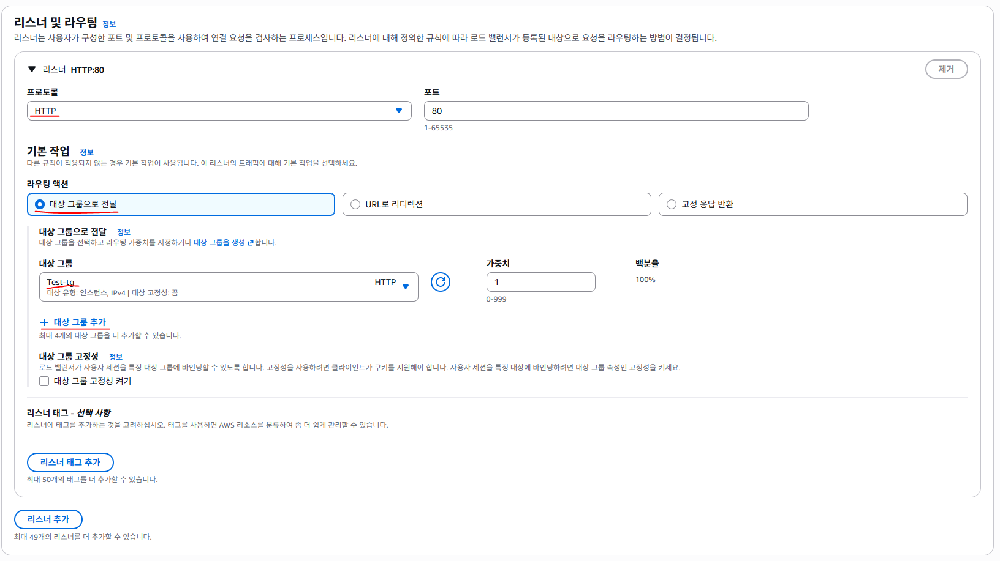 리스너 및 라우팅 정보
리스너는 사용자가 구성한 포트 및 프로토콜을 사용하여 연결 요청을 검사하는 프로세스입니다. 리스너에 대해 정의한 규칙에 따라 로드 밸런서가 등록된 대상으로 요청을 라우팅하는 방법이 결정됩니다.
리스너 HTTP:80
제거
프로토콜
포트
HTTP
80
1-65535
기본 작업 정보
다른 규칙이 적용되지 않는 경우 기본 작업이 사용됩니다. 이 리스너의 트래픽에 대해 기본 작업을 선택하세요.
라우팅 액션
대상 그룹으로 전달
URL로 리디렉션
고정 응답 반환
대상 그룹으로 전달 정보
대상 그룹을 선택하고 라우팅 가중치를 지정하거나 대상 그룹을 생성 합니다.
대상 그룹
가중치
백분율
Test-tg
HTTP
1
100%
대상 유형: 인스턴스, IPv4 | 대상 고정성: 끔
0-999
대상 그룹 추가
최대 4개의 대상 그룹을 더 추가할 수 있습니다.
대상 그룹 고정성 정보
로드 밸런서가 사용자 세션을 특정 대상 그룹에 바인딩할 수 있도록 합니다. 고정성을 사용하려면 클라이언트가 쿠키를 지원해야 합니다. 사용자 세션을 특정 대상에 바인딩하려면 대상 그룹 속성인 고정성을 켜세요.
대상 그룹 고정성 켜기
리스너 태그 - 선택 사항
리스너에 태그를 추가하는 것을 고려하십시오. 태그를 사용하면 AWS 리소스를 분류하여 좀 더 쉽게 관리할 수 있습니다.
리스너 태그 추가
최대 50개의 태그를 더 추가할 수 있습니다.
리스너 추가
최대 49개의 리스너를 더 추가할 수 있습니다.